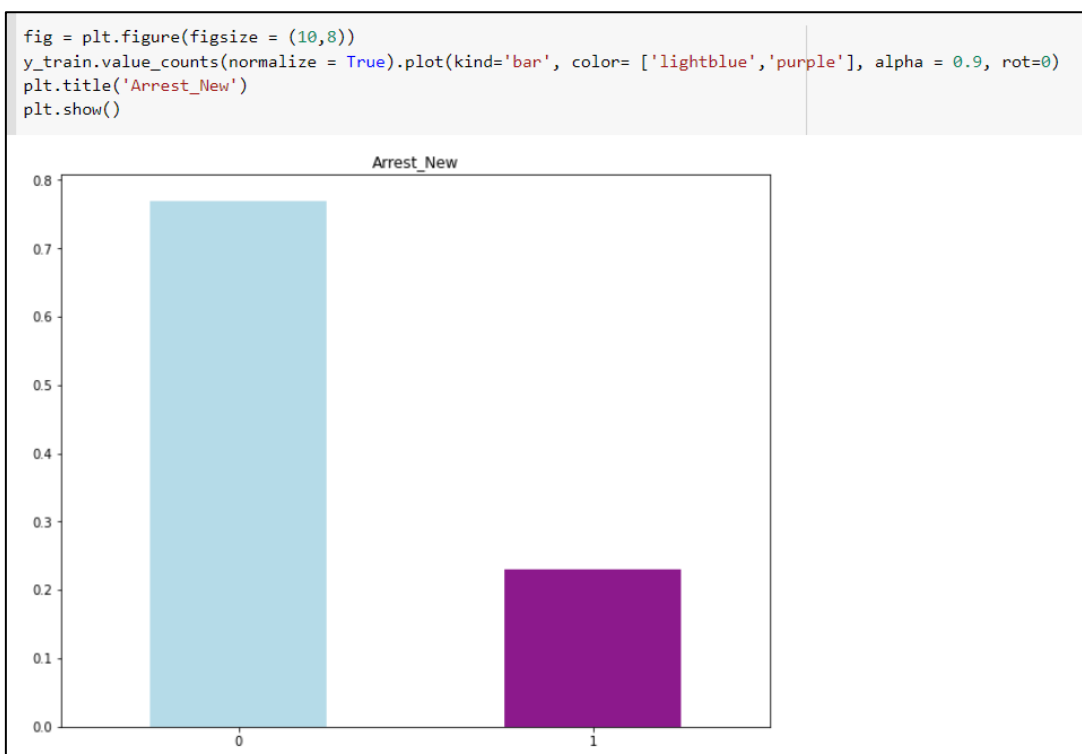 fig = plt.figure(figsize = (10,8))
y_train.value_counts(normalize = True).plot(kind='bar', color= ['lightblue','purple'], alpha = 0.9, rot=0)
plt.title('Arrest_New')
plt.show()
Arrest_New
0.8
0.7
0.6
0.5
0.4
0.3
0.2
0.1
0.0
0 1